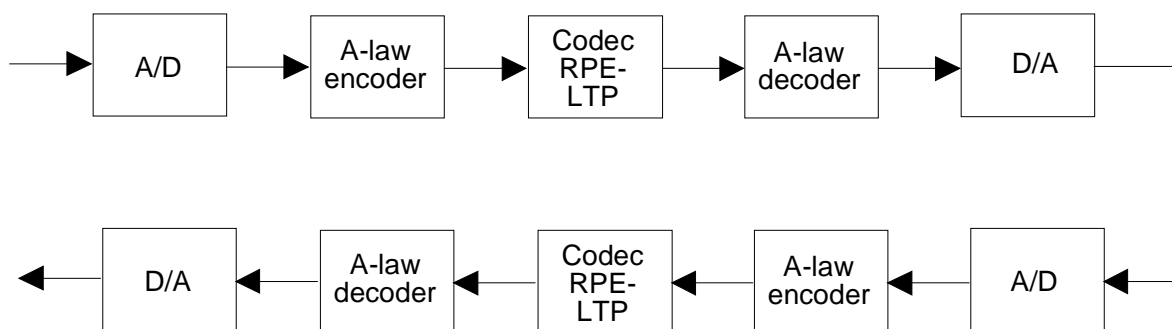 A/D
A-law
encoder
Codec
RPE-
LTP
A-law
decoder
D/A
D/A
A-law
decoder
Codec
RPE-
LTP
A-law
encoder
A/D